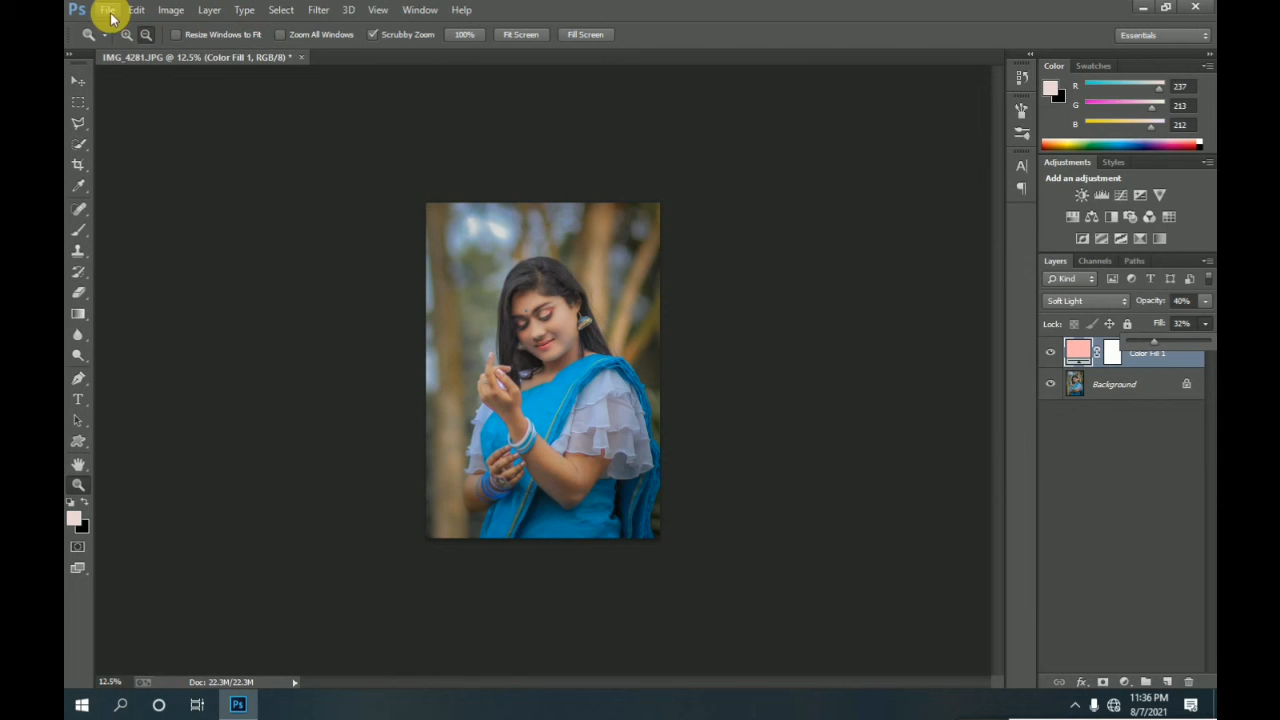 Ps File Edit Image Layer Type Select Filter 3D View Window Help
Resize Windows to Fit Zoom All Windows Scrubby Zoom 100% Fit Screen Fill Screen Essentials
IMG_4281.JPG @ 12.5% (Color Fill 1, RGB/8) * ×
Color Swatches
R 237
G 213
B 212
Adjustments Styles
Add an adjustment
Layers Channels Paths
Kind
Soft Light Opacity: 40%
Lock: Fill: 32%
Color Fill 1
Background
12.5% Doc: 22.3M/22.3M
Ps 11:36 PM
8/7/2021